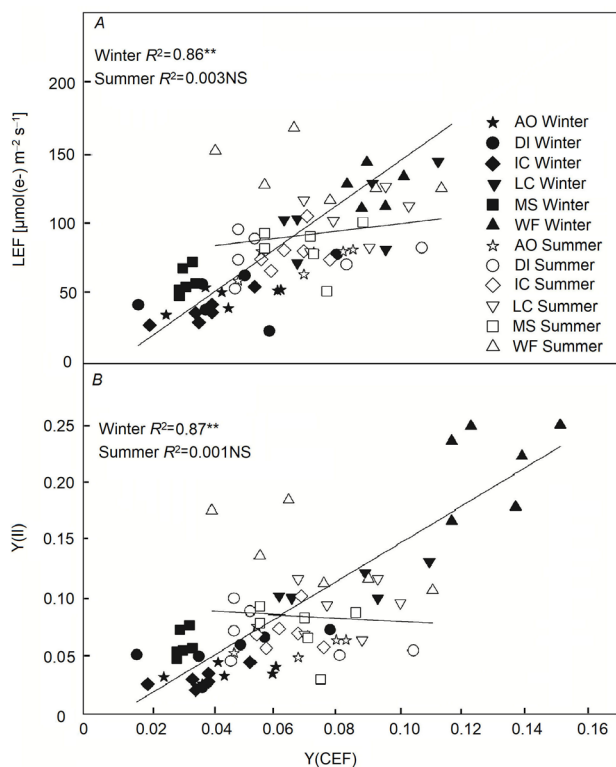 A
Winter R²=0.86**
Summer R²=0.003NS
LEF [μmol(e-) m⁻² s⁻¹]
200
150
100
50
0
AO Winter
DI Winter
IC Winter
LC Winter
MS Winter
WF Winter
AO Summer
DI Summer
IC Summer
LC Summer
MS Summer
WF Summer
B
Winter R²=0.87**
Summer R²=0.001NS
Y(II)
0.25
0.20
0.15
0.10
0.05
0
0 0.02 0.04 0.06 0.08 0.10 0.12 0.14 0.16
Y(CEF)